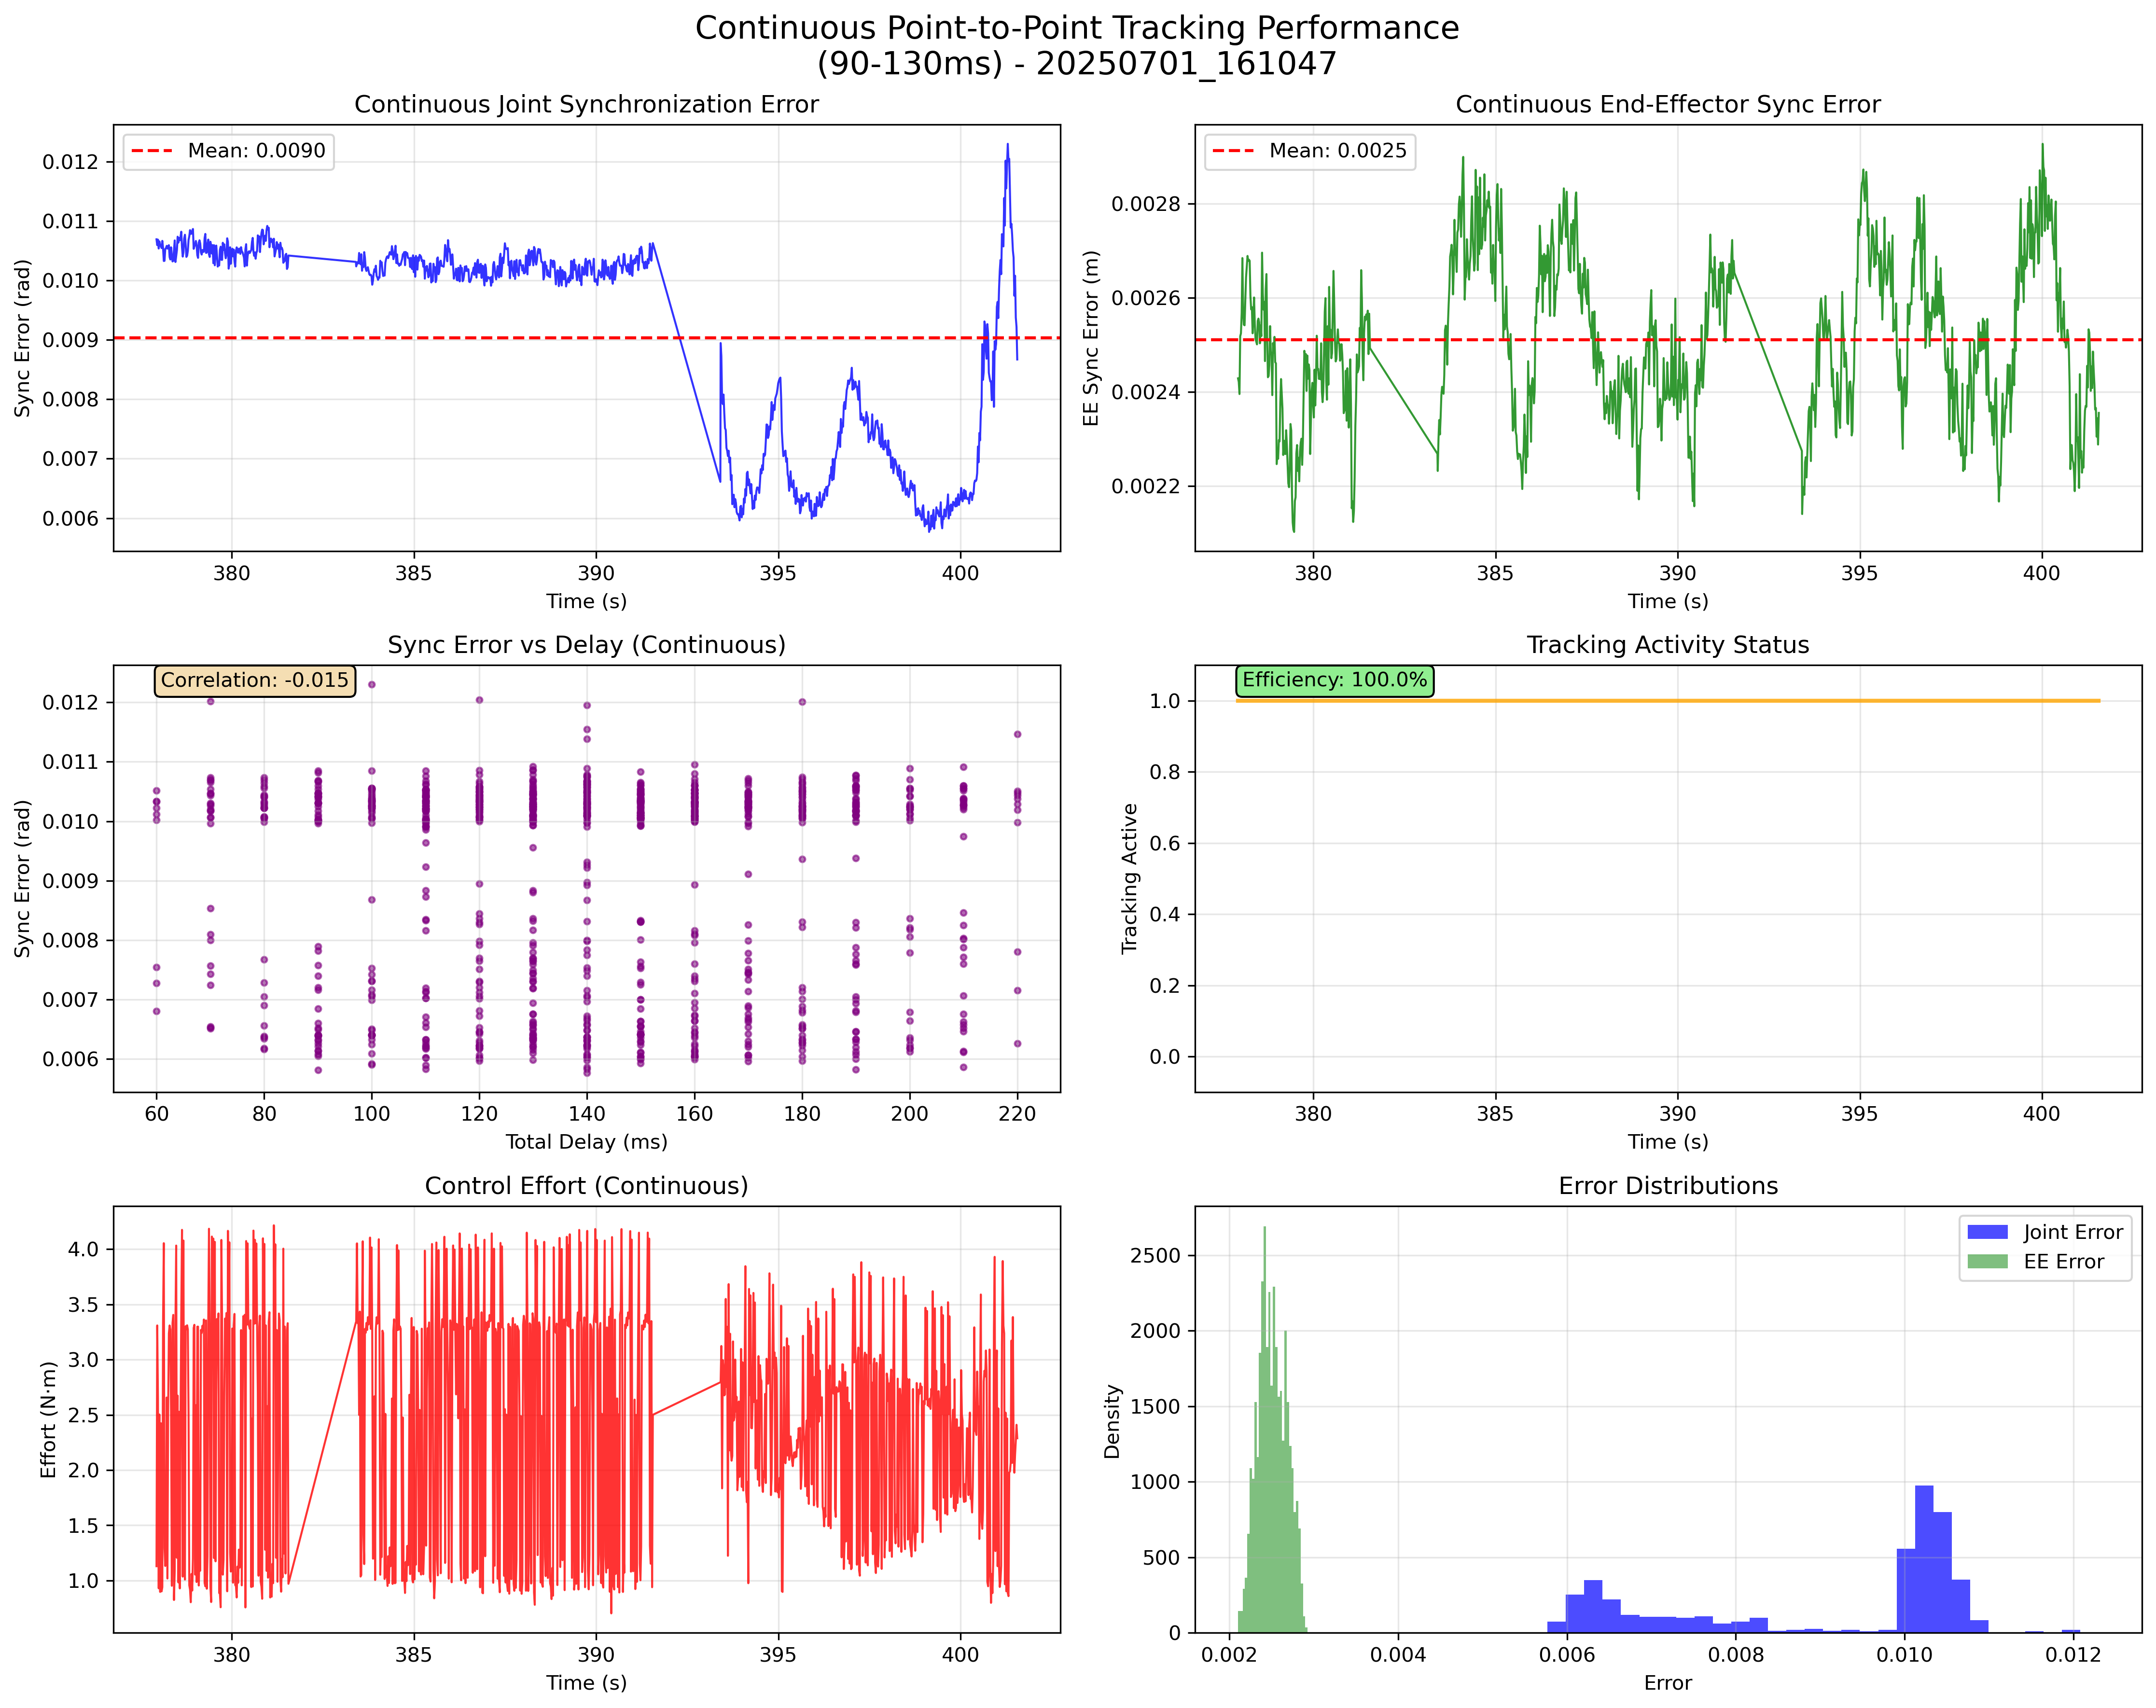 Continuous Point-to-Point Tracking Performance
(90-130ms) - 20250701_161047
Continuous Joint Synchronization Error
Mean: 0.0090
0.012
0.011
0.010
0.009
0.008
0.007
0.006
Sync Error (rad)
380 385 390 395 400
Time (s)
Continuous End-Effector Sync Error
Mean: 0.0025
0.0028
0.0026
0.0024
0.0022
EE Sync Error (m)
380 385 390 395 400
Time (s)
Sync Error vs Delay (Continuous)
Correlation: -0.015
0.012
0.011
0.010
0.009
0.008
0.007
0.006
Sync Error (rad)
60 80 100 120 140 160 180 200 220
Total Delay (ms)
Tracking Activity Status
Efficiency: 100.0%
1.0
0.8
0.6
0.4
0.2
0.0
Tracking Active
380 385 390 395 400
Time (s)
Control Effort (Continuous)
4.0
3.5
3.0
2.5
2.0
1.5
1.0
Effort (N·m)
380 385 390 395 400
Time (s)
Error Distributions
Joint Error
EE Error
2500
2000
1500
1000
500
0
Density
0.002 0.004 0.006 0.008 0.010 0.012
Error